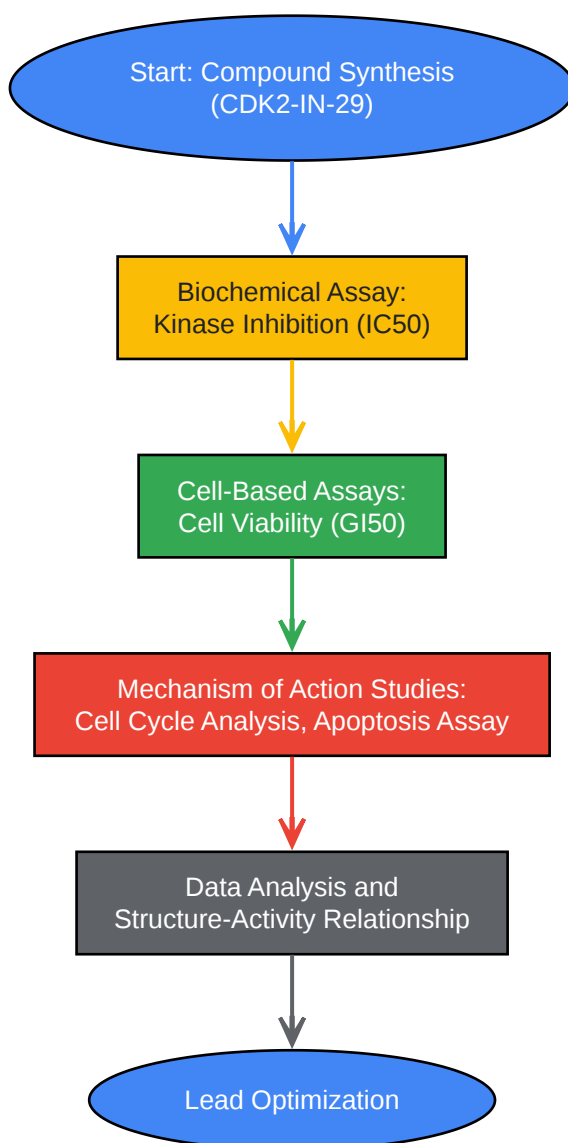 Start: Compound Synthesis
(CDK2-IN-29)
Biochemical Assay:
Kinase Inhibition (IC50)
Cell-Based Assays:
Cell Viability (GI50)
Mechanism of Action Studies:
Cell Cycle Analysis, Apoptosis Assay
Data Analysis and
Structure-Activity Relationship
Lead Optimization